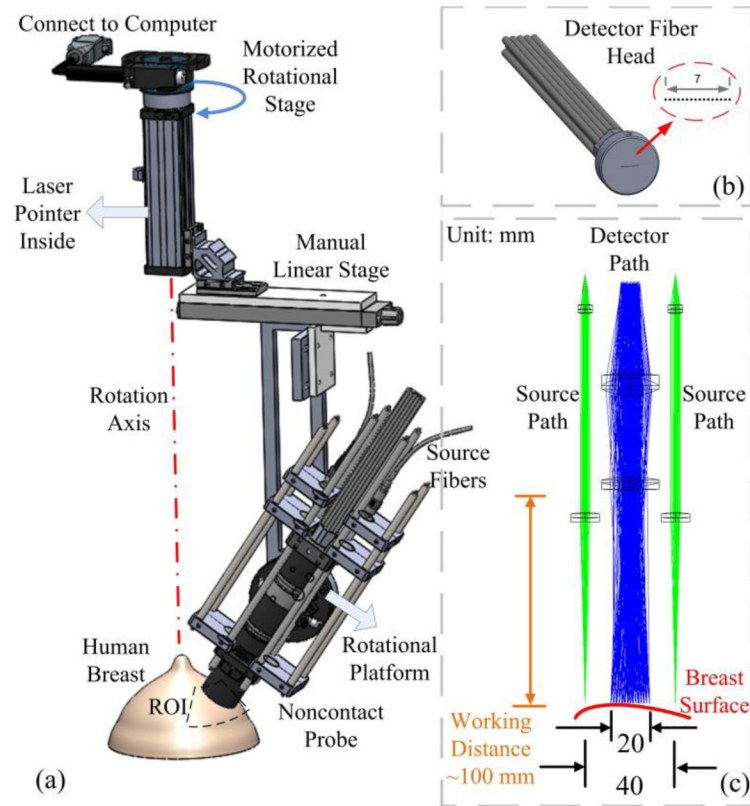 Connect to Computer
Motorized
Rotational
Stage
Laser
Pointer
Inside
Manual
Linear Stage
Rotation
Axis
Source
Fibers
Human
Breast
Rotational
Platform
ROI
Noncontact
Probe
(a)
Detector Fiber
Head
7
(b)
Unit: mm
Detector
Path
Source
Path
Source
Path
Breast
Surface
Working
Distance
~100 mm
20
40
(c)